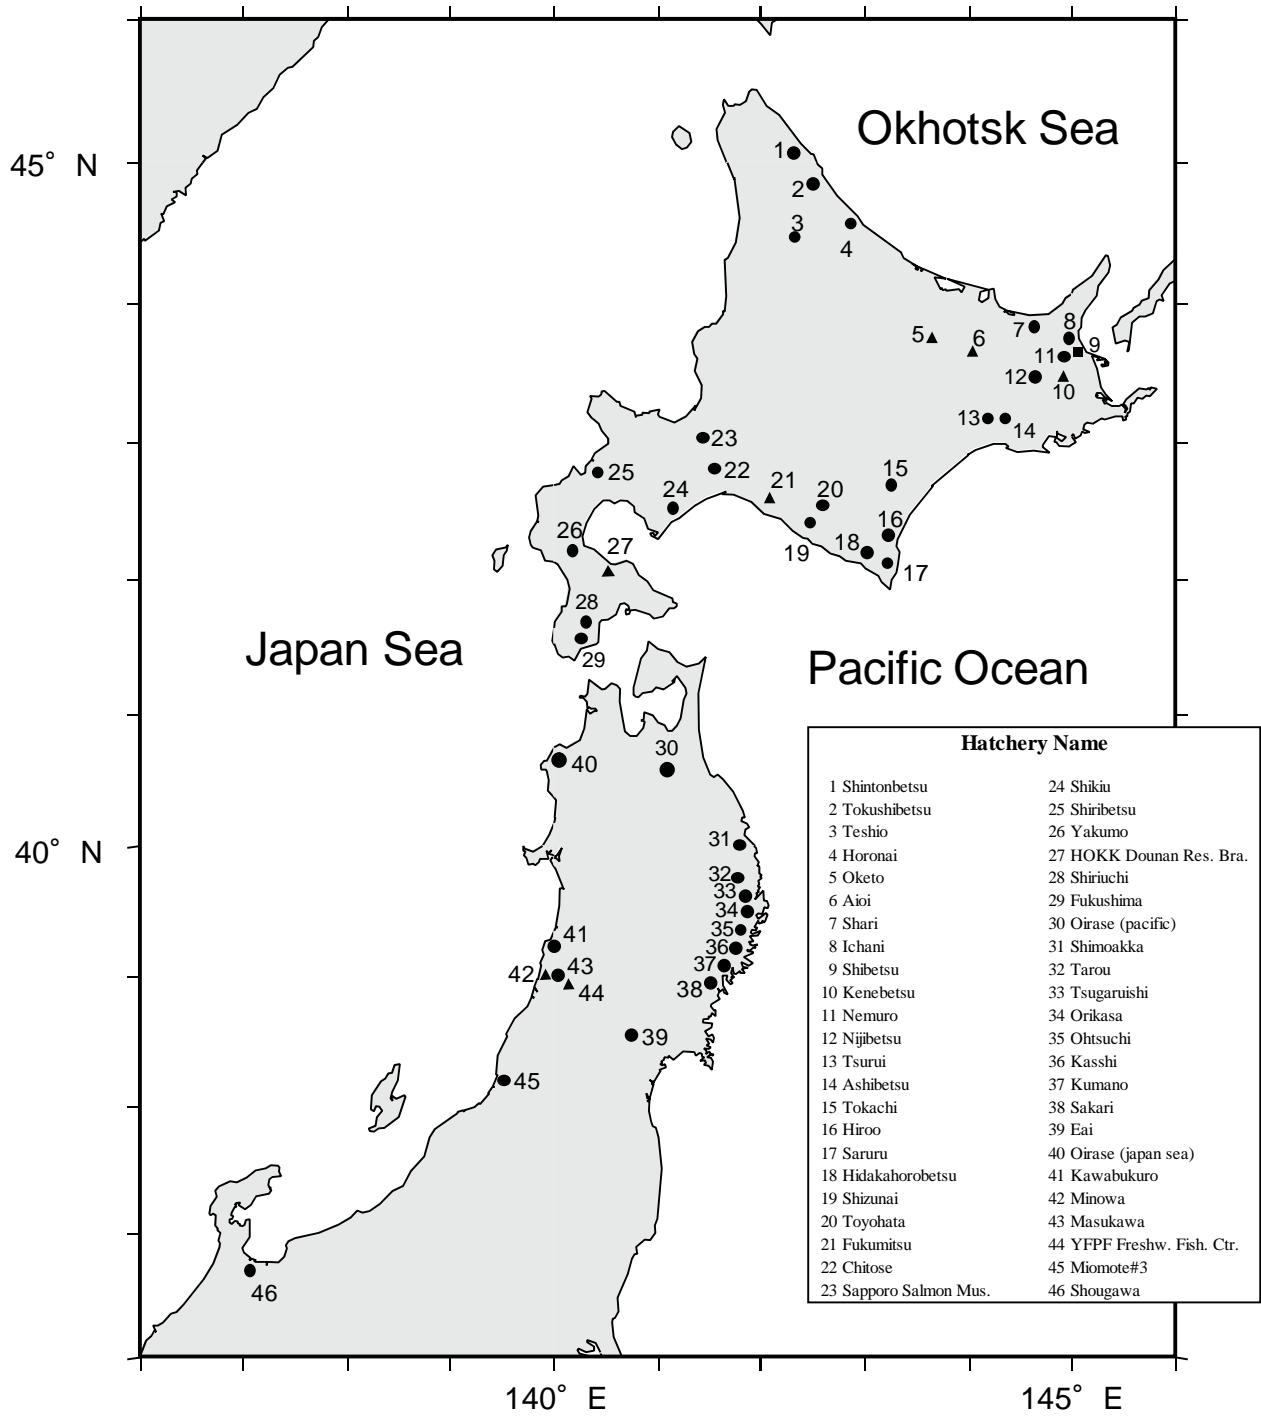 Okhotsk Sea
45° N
1
2
3
4
5
6
7
8
9
11
12
10
13
14
23
22
25
21
20
15
24
16
26
27
19
18
17
28
29
Japan Sea
Pacific Ocean
30
40
31
40° N
32
33
34
35
36
37
38
41
42
43
44
39
45
46
140° E
145° E
Hatchery Name
1 Shintonbetsu
2 Tokushibetsu
3 Teshio
4 Horonai
5 Oketo
6 Aioi
7 Shari
8 Ichani
9 Shibetsu
10 Kenebetsu
11 Nemuro
12 Nijibetsu
13 Tsurui
14 Ashibetsu
15 Tokachi
16 Hiroo
17 Saruru
18 Hidakahorobetsu
19 Shizunai
20 Toyohata
21 Fukumitsu
22 Chitose
23 Sapporo Salmon Mus.
24 Shikiu
25 Shiribetsu
26 Yakumo
27 HOKK Dounan Res. Bra.
28 Shiriuchi
29 Fukushima
30 Oirase (pacific)
31 Shimoakka
32 Tarou
33 Tsugaruishi
34 Orikasa
35 Ohtsuchi
36 Kasshi
37 Kumano
38 Sakari
39 Eai
40 Oirase (japan sea)
41 Kawabukuro
42 Minowa
43 Masukawa
44 YFPF Freshw. Fish. Ctr.
45 Miomote#3
46 Shougawa